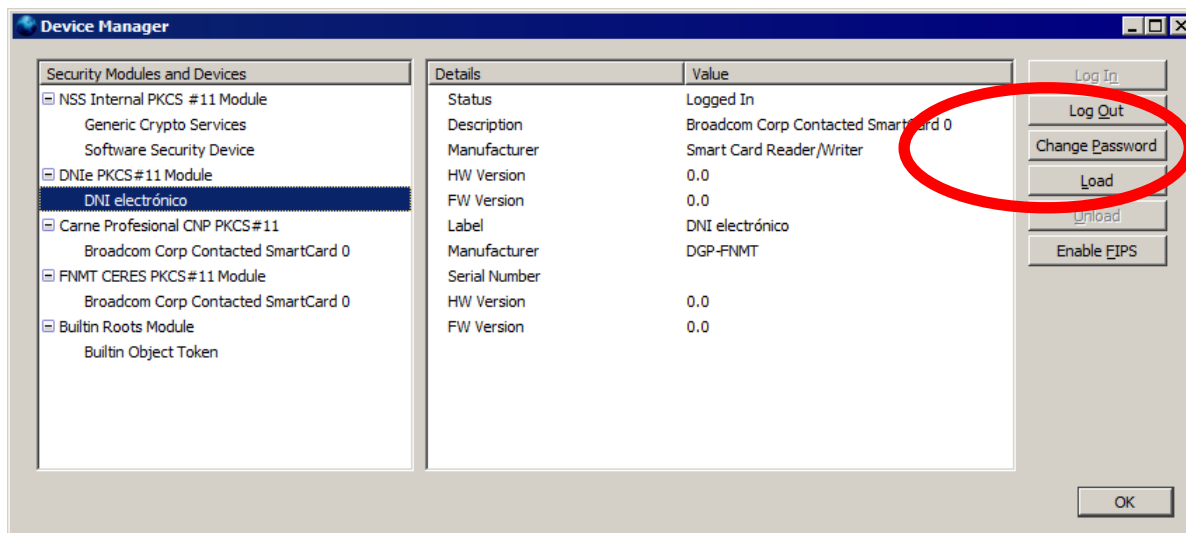 Device Manager
Security Modules and Devices
NSS Internal PKCS #11 Module
Generic Crypto Services
Software Security Device
DNIe PKCS#11 Module
DNI electrónico
Carne Profesional CNP PKCS#11
Broadcom Corp Contacted SmartCard 0
FNMT CERES PKCS#11 Module
Broadcom Corp Contacted SmartCard 0
Builtin Roots Module
Builtin Object Token
Details Value
Status Logged In
Description Broadcom Corp Contacted SmartCard 0
Manufacturer Smart Card Reader/Writer
HW Version 0.0
FW Version 0.0
Label DNI electrónico
Manufacturer DGP-FNMT
Serial Number
HW Version 0.0
FW Version 0.0
Log In
Log Out
Change Password
Load
Unload
Enable FIPS
OK